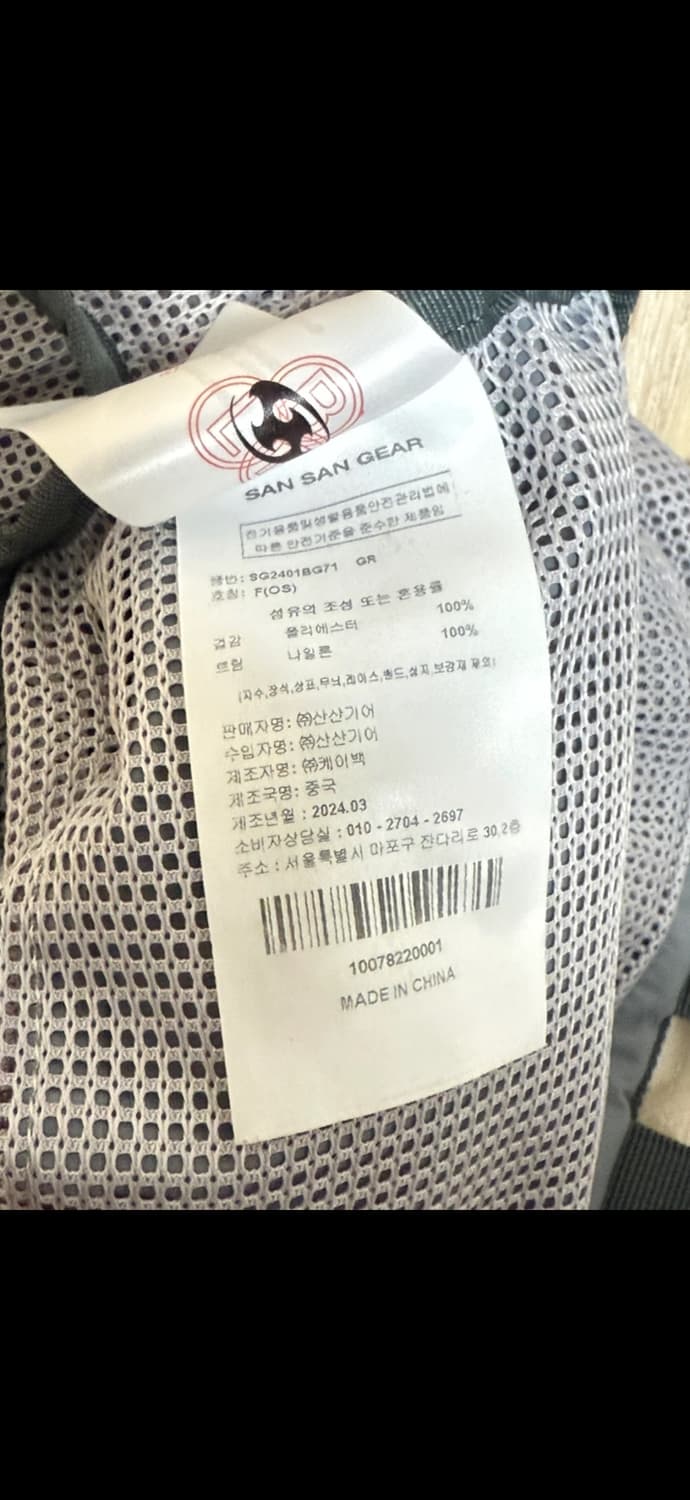 SAN SAN GEAR
전기용품및생활용품안전관리법에
따른 안전기준을 준수한 제품임
품번: SG2401BG71 GR
호칭: F(OS)
섬유의 조성 또는 혼용률
겉감 폴리에스터 100%
트림 나일론 100%
(자수,장식,상표,무늬,레이스,밴드,심지,보강재 제외)
판매자명: ㈜산산기어
수입자명: ㈜산산기어
제조자명: ㈜케이백
제조국명: 중국
제조년월 : 2024.03
소비자상담실 : 010 - 2704 - 2697
주소 : 서울특별시 마포구 잔다리로 30,2층
10078220001
MADE IN CHINA